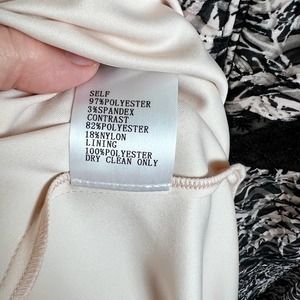 SELF
97%POLYESTER
3%SPANDEX
CONTRAST
82%POLYESTER
18%NYLON
LINING
100%POLYESTER
DRY CLEAN ONLY